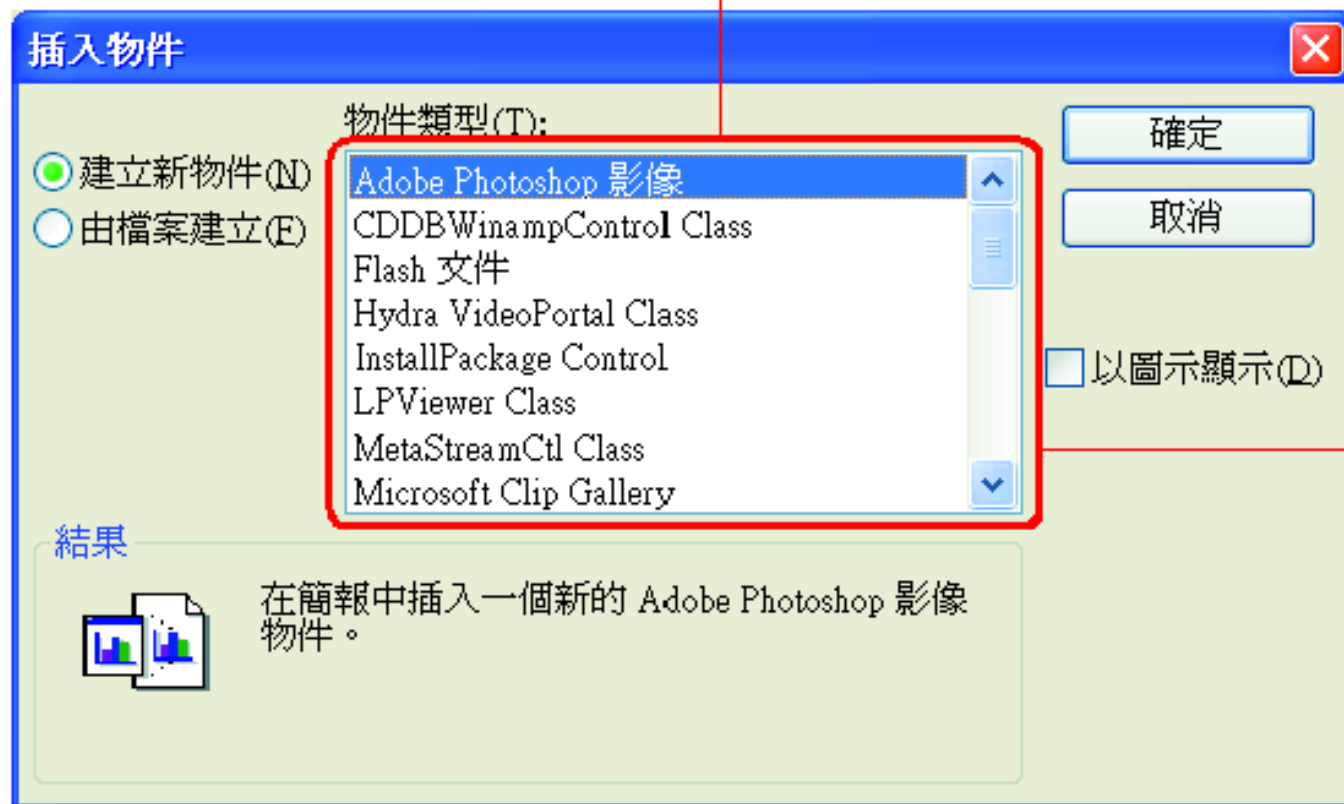 插入物件
物件類型(T):
建立新物件(N)
由檔案建立(F)
Adobe Photoshop 影像
CDDBWinampControl Class
Flash 文件
Hydra VideoPortal Class
InstallPackage Control
LPViewer Class
MetaStreamCtl Class
Microsoft Clip Gallery
確定
取消
以圖示顯示(D)
結果
在簡報中插入一個新的 Adobe Photoshop 影像
物件。